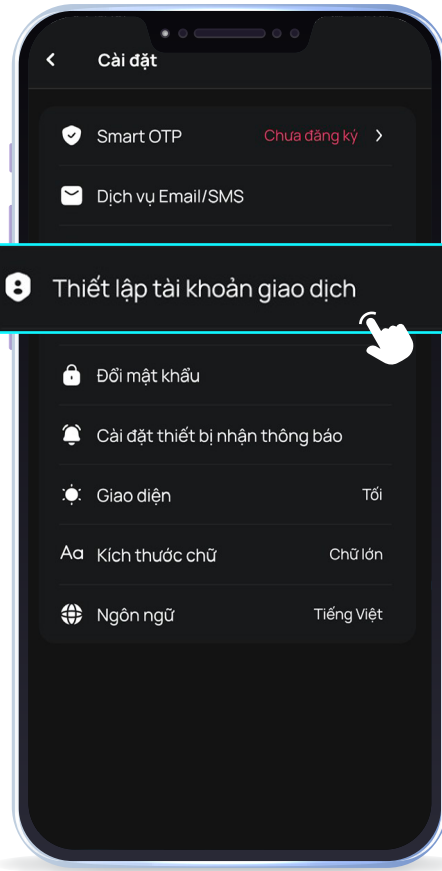 Cài đặt
Smart OTP Chưa đăng ký
Dịch vụ Email/SMS
Thiết lập tài khoản giao dịch
Đổi mật khẩu
Cài đặt thiết bị nhận thông báo
Giao diện Tối
Aa Kích thước chữ Chữ lớn
Ngôn ngữ Tiếng Việt